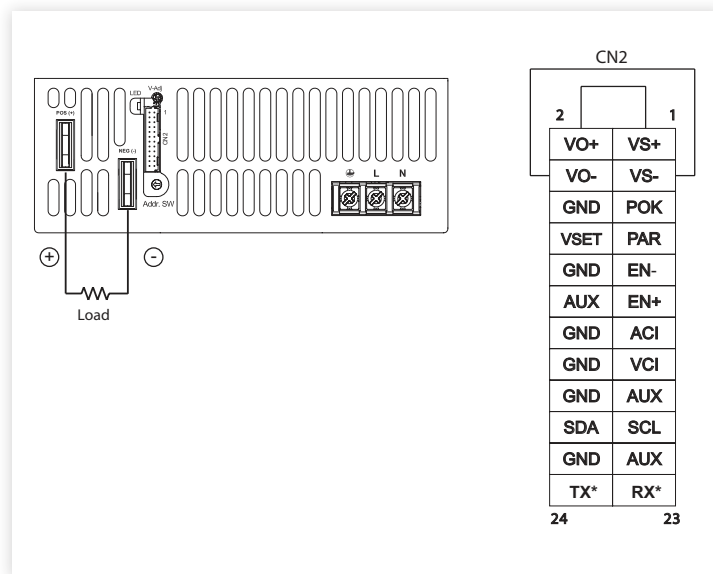 LED
V-Adj
1
CN2
POS (+)
NEG (-)
Addr. SW
L N
+ -
Load
CN2
2 1
VO+ VS+
VO- VS-
GND POK
VSET PAR
GND EN-
AUX EN+
GND ACI
GND VCI
GND AUX
SDA SCL
GND AUX
TX* RX*
24 23